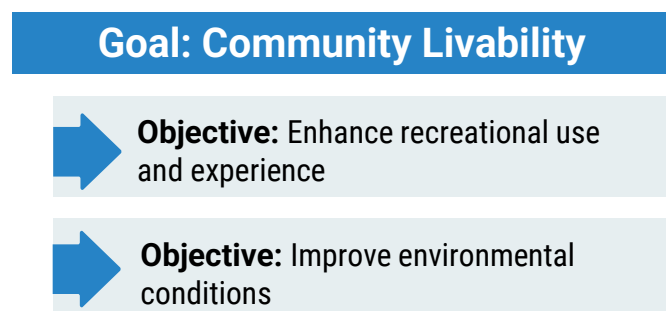 Goal: Community Livability
Objective: Enhance recreational use
and experience
Objective: Improve environmental
conditions